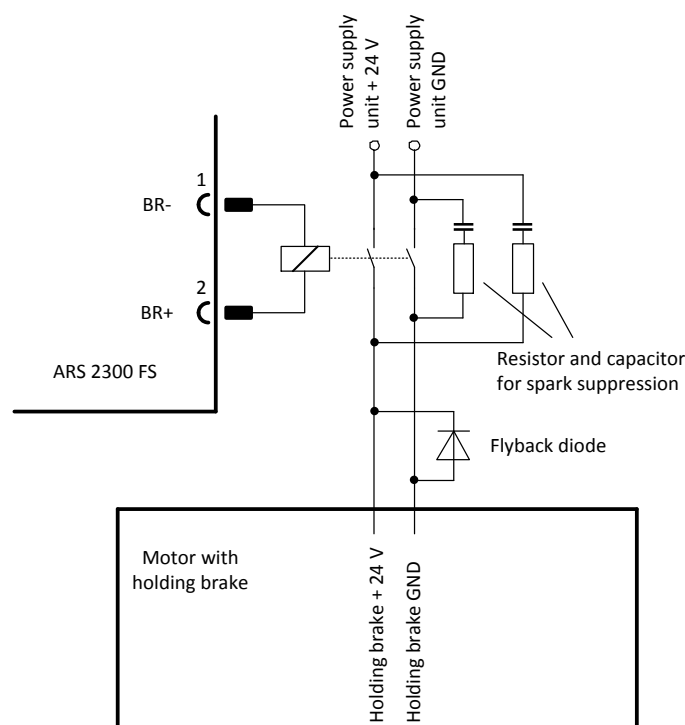 Power supply
unit + 24 V
Power supply
unit GND
1
BR-
2
BR+
ARS 2300 FS
Resistor and capacitor
for spark suppression
Flyback diode
Motor with
holding brake
Holding brake + 24 V
Holding brake GND